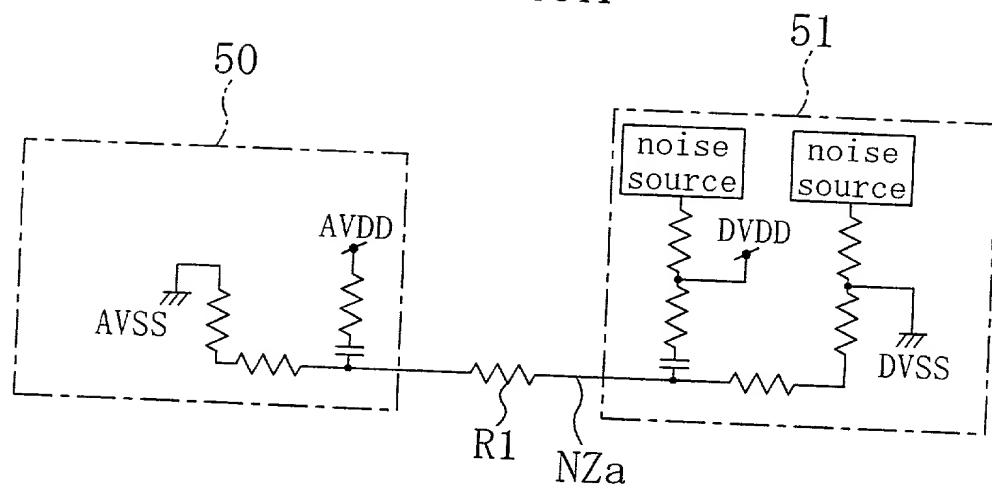 50
51
noise
source
noise
source
AVDD
DVDD
AVSS
DVSS
R1
NZa